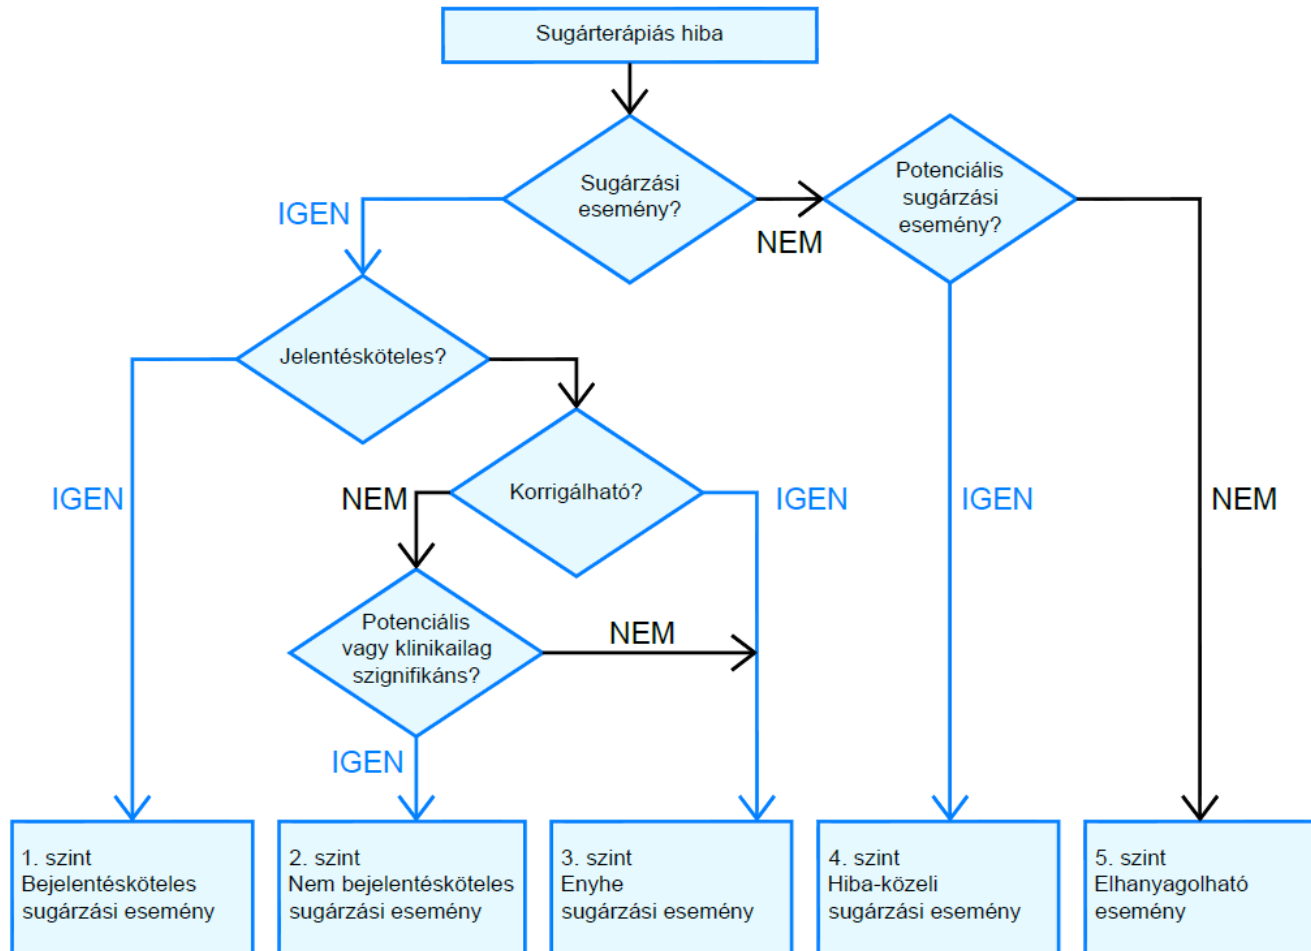 Sugárterápiás hiba
Sugárzási
esemény?
Potenciális
sugárzási
esemény?
IGEN
NEM
Jelentésköteles?
IGEN
NEM
Korrigálható?
IGEN
IGEN
NEM
Potenciális
vagy klinikailag
szignifikáns?
NEM
IGEN
1. szint
Bejelentésköteles
sugárzási esemény
2. szint
Nem bejelentésköteles
sugárzási esemény
3. szint
Enyhe
sugárzási esemény
4. szint
Hiba-közeli
sugárzási esemény
5. szint
Elhanyagolható
esemény